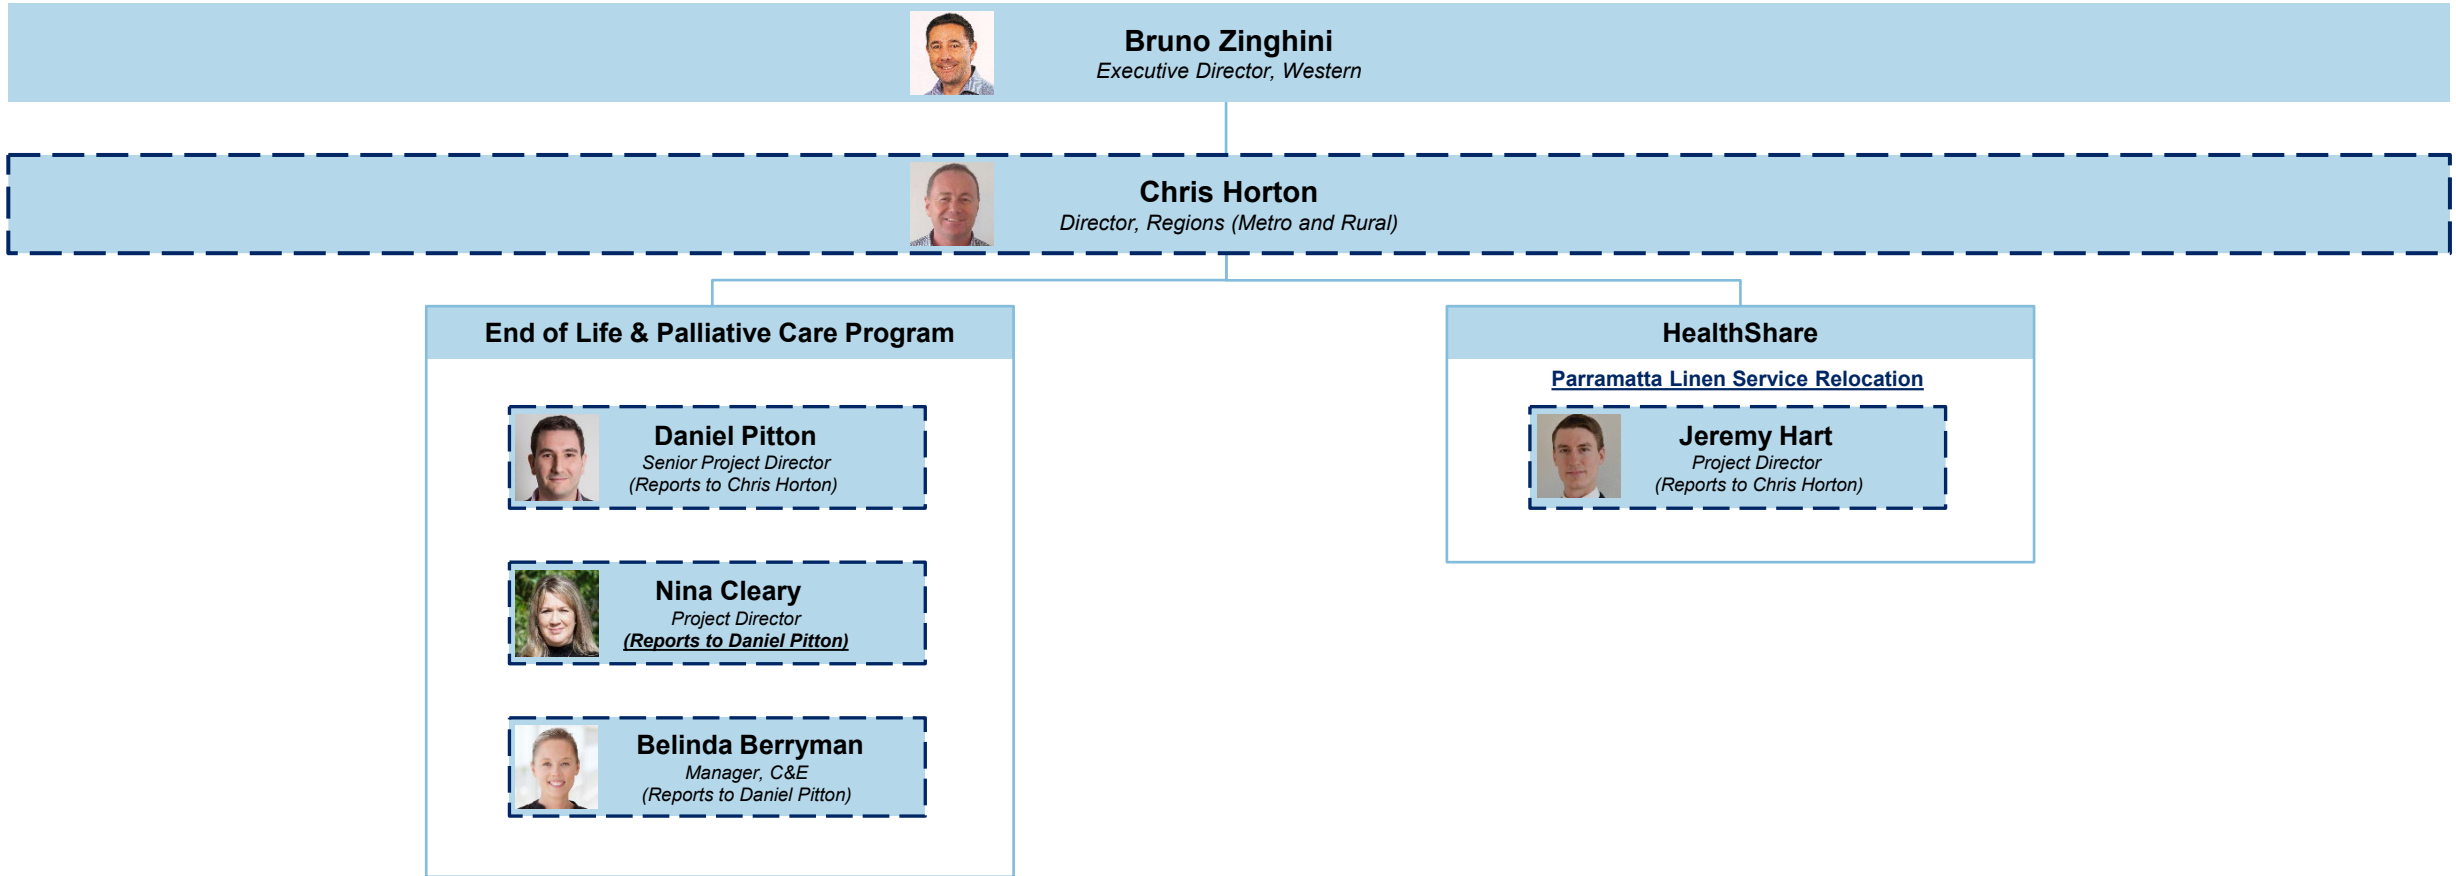 Bruno Zinghini
Executive Director, Western
Chris Horton
Director, Regions (Metro and Rural)
End of Life & Palliative Care Program
Daniel Pitton
Senior Project Director
(Reports to Chris Horton)
Nina Cleary
Project Director
(Reports to Daniel Pitton)
Belinda Berryman
Manager, C&E
(Reports to Daniel Pitton)
HealthShare
Parramatta Linen Service Relocation
Jeremy Hart
Project Director
(Reports to Chris Horton)